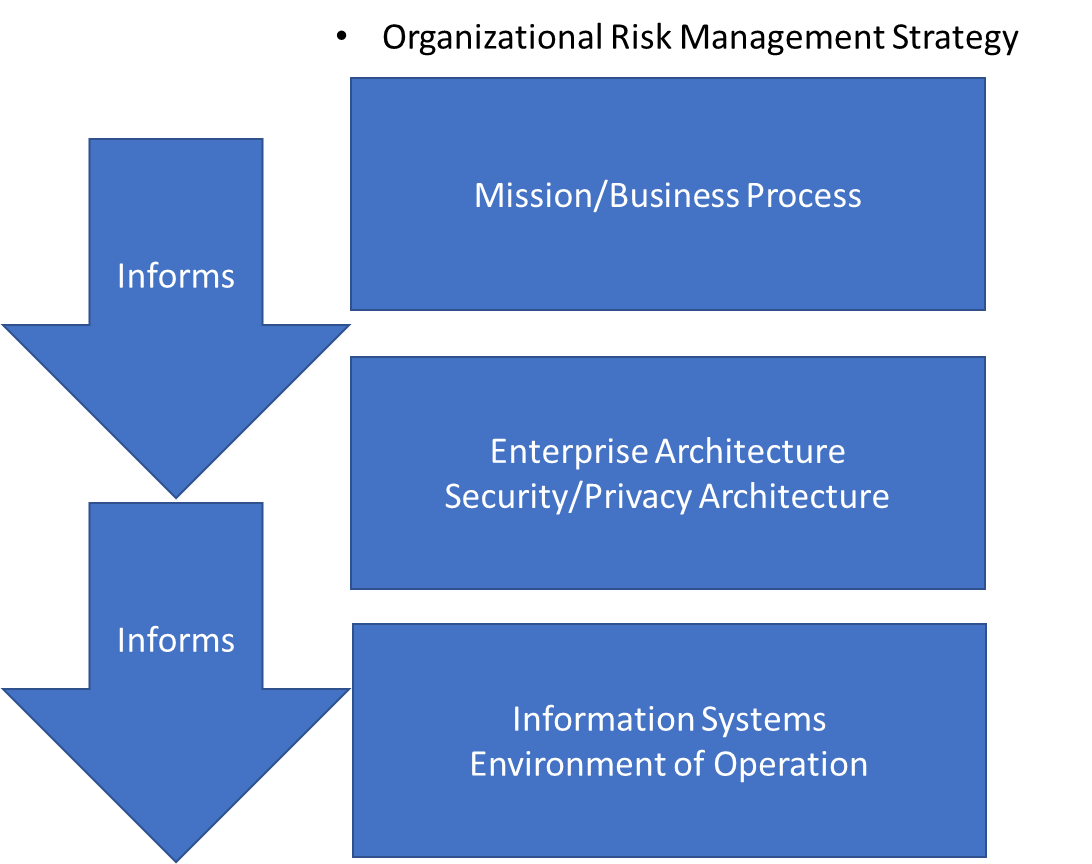 • Organizational Risk Management Strategy
Mission/Business Process
Informs
Enterprise Architecture
Security/Privacy Architecture
Informs
Information Systems
Environment of Operation